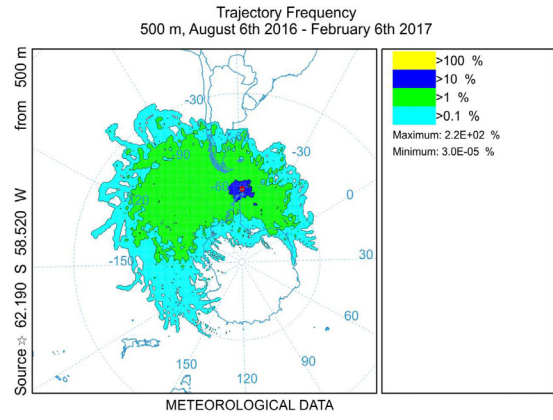 Trajectory Frequency
500 m, August 6th 2016 - February 6th 2017
Source ☆ 62.190 S 58.520 W from 500 m
>100 %
>10 %
>1 %
>0.1 %
Maximum: 2.2E+02 %
Minimum: 3.0E-05 %
-30
-30
-60
0
30
-150
60
150
90
120
METEOROLOGICAL DATA